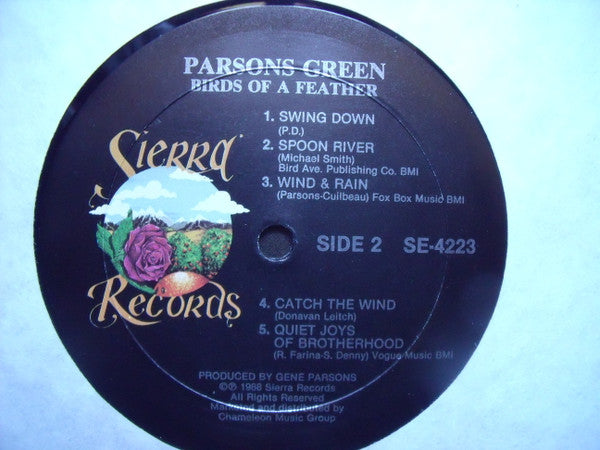 PARSONS GREEN
BIRDS OF A FEATHER
1. SWING DOWN
(P.D.)
2. SPOON RIVER
(Michael Smith)
Bird Ave. Publishing Co. BMI
3. WIND & RAIN
(Parsons-Cuilbeau) Fox Box Music BMI
Sierra
Records
SIDE 2 SE-4223
4. CATCH THE WIND
(Donavan Leitch)
5. QUIET JOYS
OF BROTHERHOOD
(R. Farina-S. Denny) Vogue Music BMI
PRODUCED BY GENE PARSONS
©℗ 1988 Sierra Records
All Rights Reserved
Marketed and distributed by
Chameleon Music Group